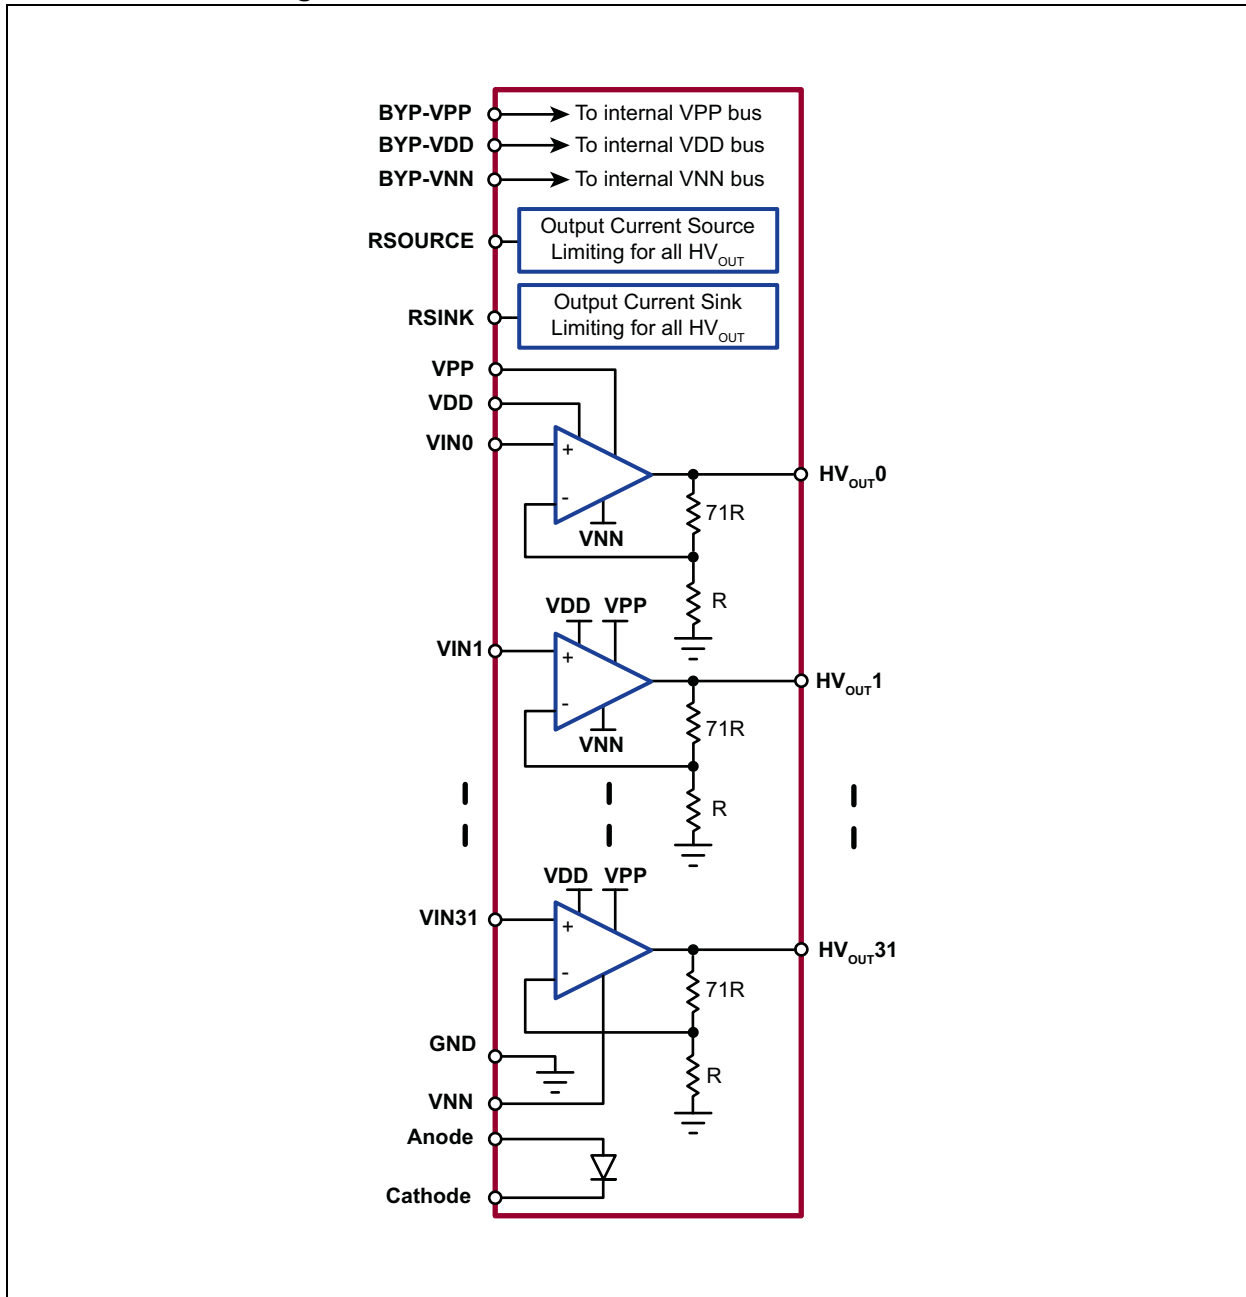 BYP-VPP To internal VPP bus
BYP-VDD To internal VDD bus
BYP-VNN To internal VNN bus
RSOURCE
Output Current Source
Limiting for all HVOUT
RSINK
Output Current Sink
Limiting for all HVOUT
VPP
VDD
VIN0
+
-
VNN
HVOUT0
71R
R
VDD VPP
VIN1
+
-
VNN
HVOUT1
71R
R
VDD VPP
VIN31
+
-
HVOUT31
71R
R
GND
VNN
Anode
Cathode